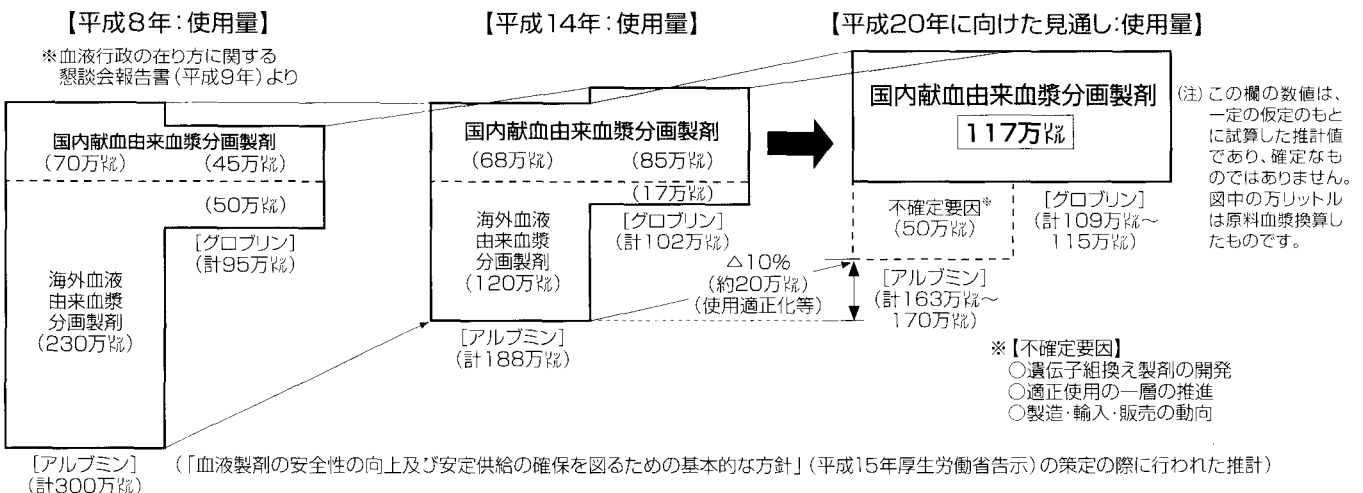 【平成8年:使用量】
※血液行政の在り方に関する
懇談会報告書(平成9年)より
国内献血由来血漿分画製剤
(70万㍑) (45万㍑)
(50万㍑)
[グロブリン]
(計95万㍑)
海外血液
由来血漿
分画製剤
(230万㍑)
[アルブミン]
(計300万㍑)
【平成14年:使用量】
国内献血由来血漿分画製剤
(68万㍑) (85万㍑)
(17万㍑)
[グロブリン]
(計102万㍑)
海外血液
由来血漿
分画製剤
(120万㍑)
[アルブミン]
(計188万㍑)
△10%
(約20万㍑)
(使用適正化等)
【平成20年に向けた見通し:使用量】
国内献血由来血漿分画製剤
117万㍑
不確定要因※
(50万㍑)
[グロブリン]
(計109万㍑~
115万㍑)
[アルブミン]
(計163万㍑~
170万㍑)
(注)この欄の数値は、
一定の仮定のもと
に試算した推計値
であり、確定なも
のではありません。
図中の万リットル
は原料血漿換算し
たものです。
※【不確定要因】
○遺伝子組換え製剤の開発
○適正使用の一層の推進
○製造・輸入・販売の動向
(「血液製剤の安全性の向上及び安定供給の確保を図るための基本的な方針」(平成15年厚生労働省告示)の策定の際に行われた推計)